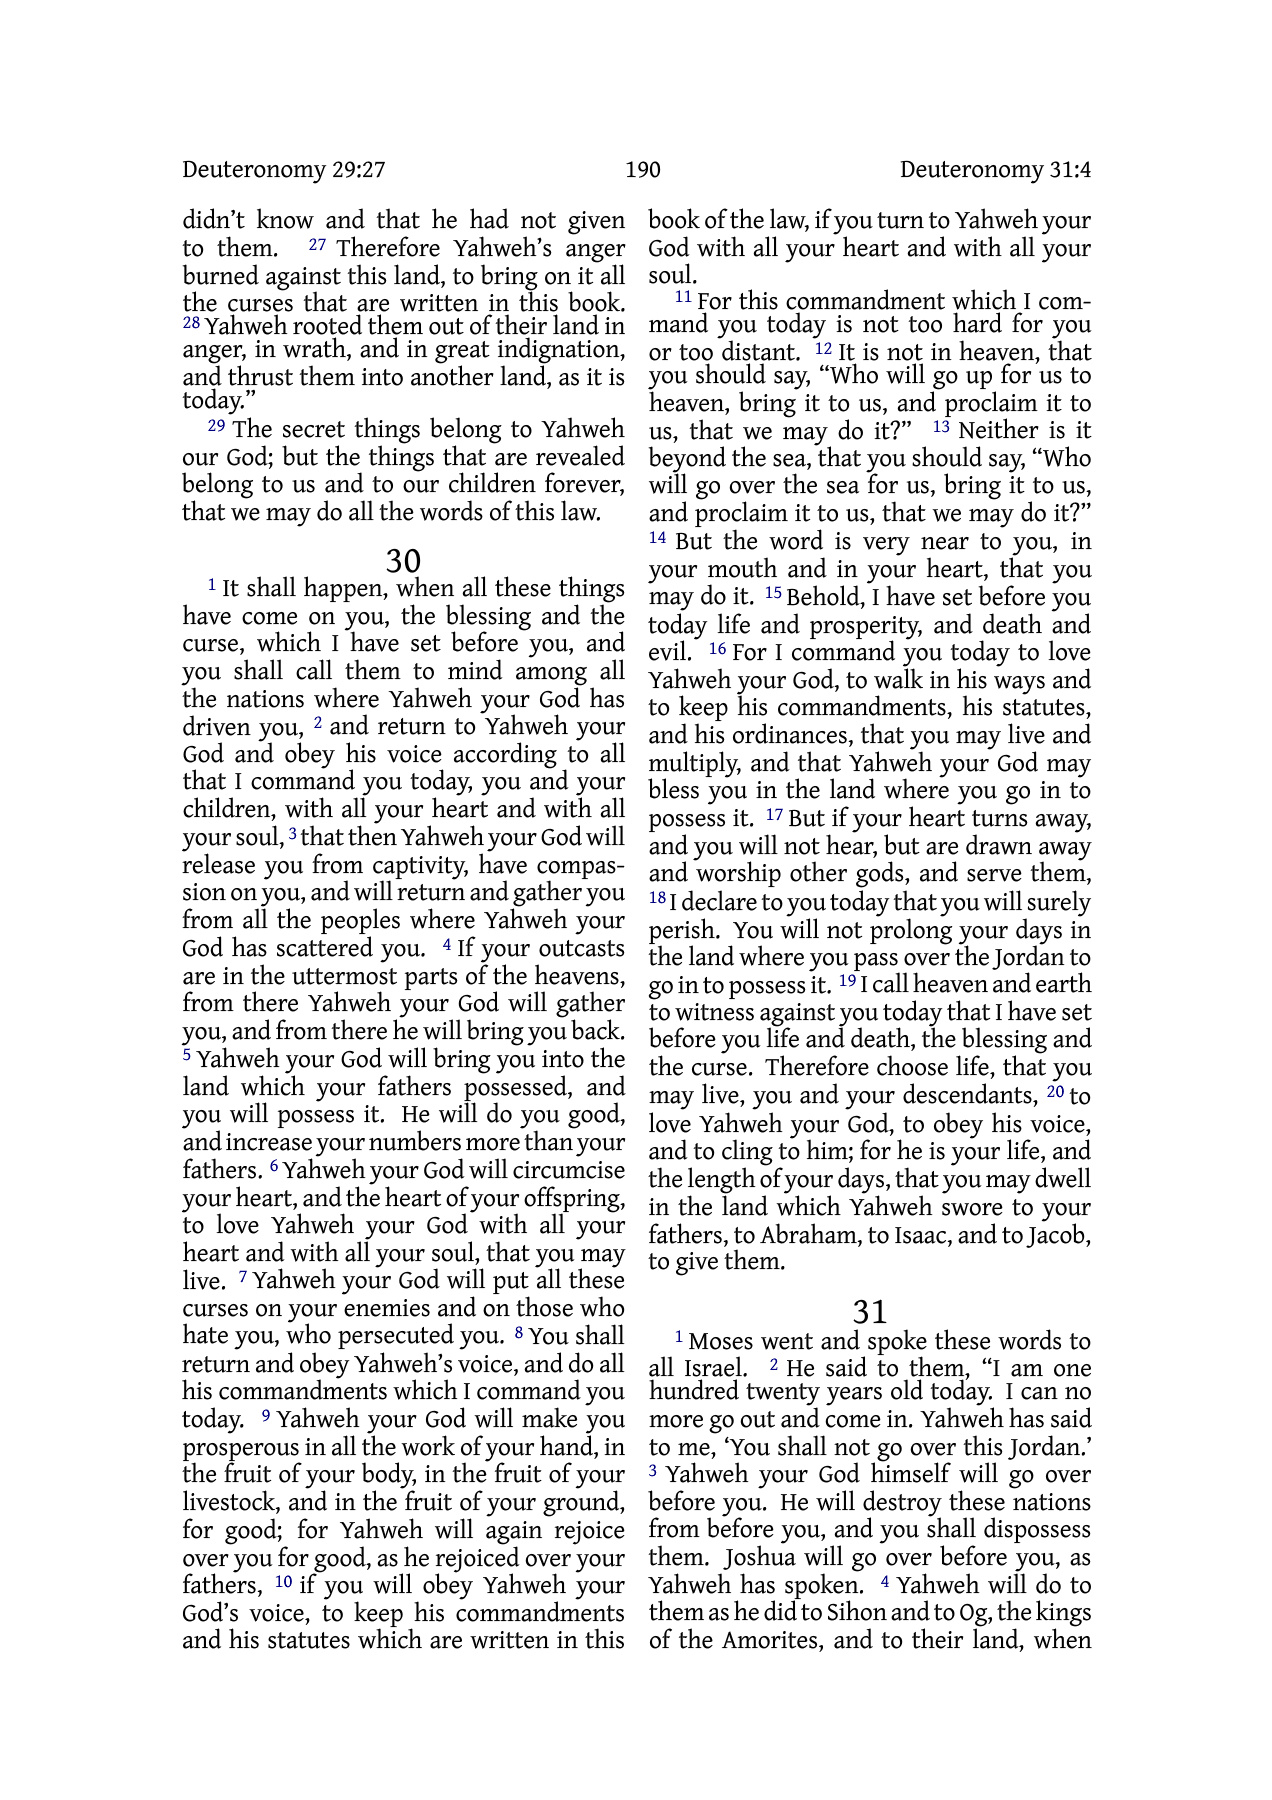 Deuteronomy 29:27 190 Deuteronomy 31:4
didn’t know and that he had not given
to them. 27 Therefore Yahweh’s anger
burned against this land, to bring on it all
the curses that are written in this book.
28 Yahweh rooted them out of their land in
anger, in wrath, and in great indignation,
and thrust them into another land, as it is
today.”
29 The secret things belong to Yahweh
our God; but the things that are revealed
belong to us and to our children forever,
that we may do all the words of this law.
30
1 It shall happen, when all these things
have come on you, the blessing and the
curse, which I have set before you, and
you shall call them to mind among all
the nations where Yahweh your God has
driven you, 2 and return to Yahweh your
God and obey his voice according to all
that I command you today, you and your
children, with all your heart and with all
your soul, 3 that then Yahweh your God will
release you from captivity, have compas-
sion on you, and will return and gather you
from all the peoples where Yahweh your
God has scattered you. 4 If your outcasts
are in the uttermost parts of the heavens,
from there Yahweh your God will gather
you, and from there he will bring you back.
5 Yahweh your God will bring you into the
land which your fathers possessed, and
you will possess it. He will do you good,
and increase your numbers more than your
fathers. 6 Yahweh your God will circumcise
your heart, and the heart of your offspring,
to love Yahweh your God with all your
heart and with all your soul, that you may
live. 7 Yahweh your God will put all these
curses on your enemies and on those who
hate you, who persecuted you. 8 You shall
return and obey Yahweh’s voice, and do all
his commandments which I command you
today. 9 Yahweh your God will make you
prosperous in all the work of your hand, in
the fruit of your body, in the fruit of your
livestock, and in the fruit of your ground,
for good; for Yahweh will again rejoice
over you for good, as he rejoiced over your
fathers, 10 if you will obey Yahweh your
God’s voice, to keep his commandments
and his statutes which are written in this
book of the law, if you turn to Yahweh your
God with all your heart and with all your
soul.
11 For this commandment which I com-
mand you today is not too hard for you
or too distant. 12 It is not in heaven, that
you should say, “Who will go up for us to
heaven, bring it to us, and proclaim it to
us, that we may do it?” 13 Neither is it
beyond the sea, that you should say, “Who
will go over the sea for us, bring it to us,
and proclaim it to us, that we may do it?”
14 But the word is very near to you, in
your mouth and in your heart, that you
may do it. 15 Behold, I have set before you
today life and prosperity, and death and
evil. 16 For I command you today to love
Yahweh your God, to walk in his ways and
to keep his commandments, his statutes,
and his ordinances, that you may live and
multiply, and that Yahweh your God may
bless you in the land where you go in to
possess it. 17 But if your heart turns away,
and you will not hear, but are drawn away
and worship other gods, and serve them,
18 I declare to you today that you will surely
perish. You will not prolong your days in
the land where you pass over the Jordan to
go in to possess it. 19 I call heaven and earth
to witness against you today that I have set
before you life and death, the blessing and
the curse. Therefore choose life, that you
may live, you and your descendants, 20 to
love Yahweh your God, to obey his voice,
and to cling to him; for he is your life, and
the length of your days, that you may dwell
in the land which Yahweh swore to your
fathers, to Abraham, to Isaac, and to Jacob,
to give them.
31
1 Moses went and spoke these words to
all Israel. 2 He said to them, “I am one
hundred twenty years old today. I can no
more go out and come in. Yahweh has said
to me, ‘You shall not go over this Jordan.’
3 Yahweh your God himself will go over
before you. He will destroy these nations
from before you, and you shall dispossess
them. Joshua will go over before you, as
Yahweh has spoken. 4 Yahweh will do to
them as he did to Sihon and to Og, the kings
of the Amorites, and to their land, when